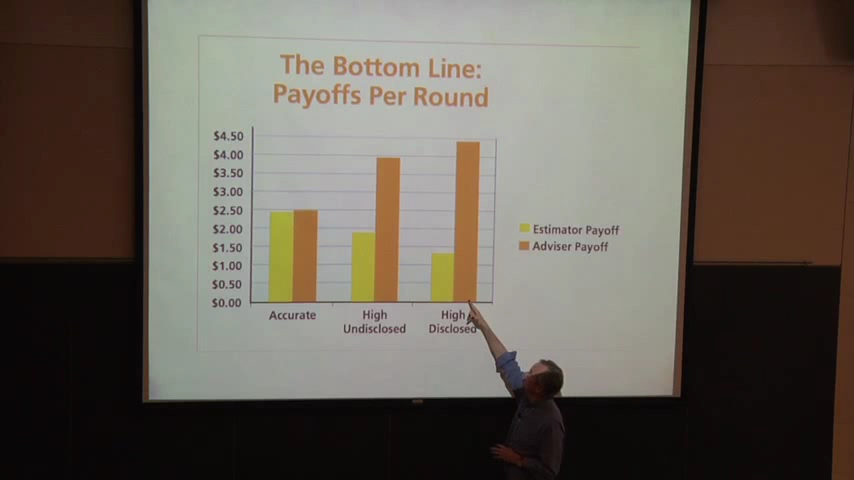 The Bottom Line:
Payoffs Per Round
$4.50
$4.00
$3.50
$3.00
$2.50
$2.00
$1.50
$1.00
$0.50
$0.00
Accurate
High
Undisclosed
High
Disclosed
Estimator Payoff
Adviser Payoff